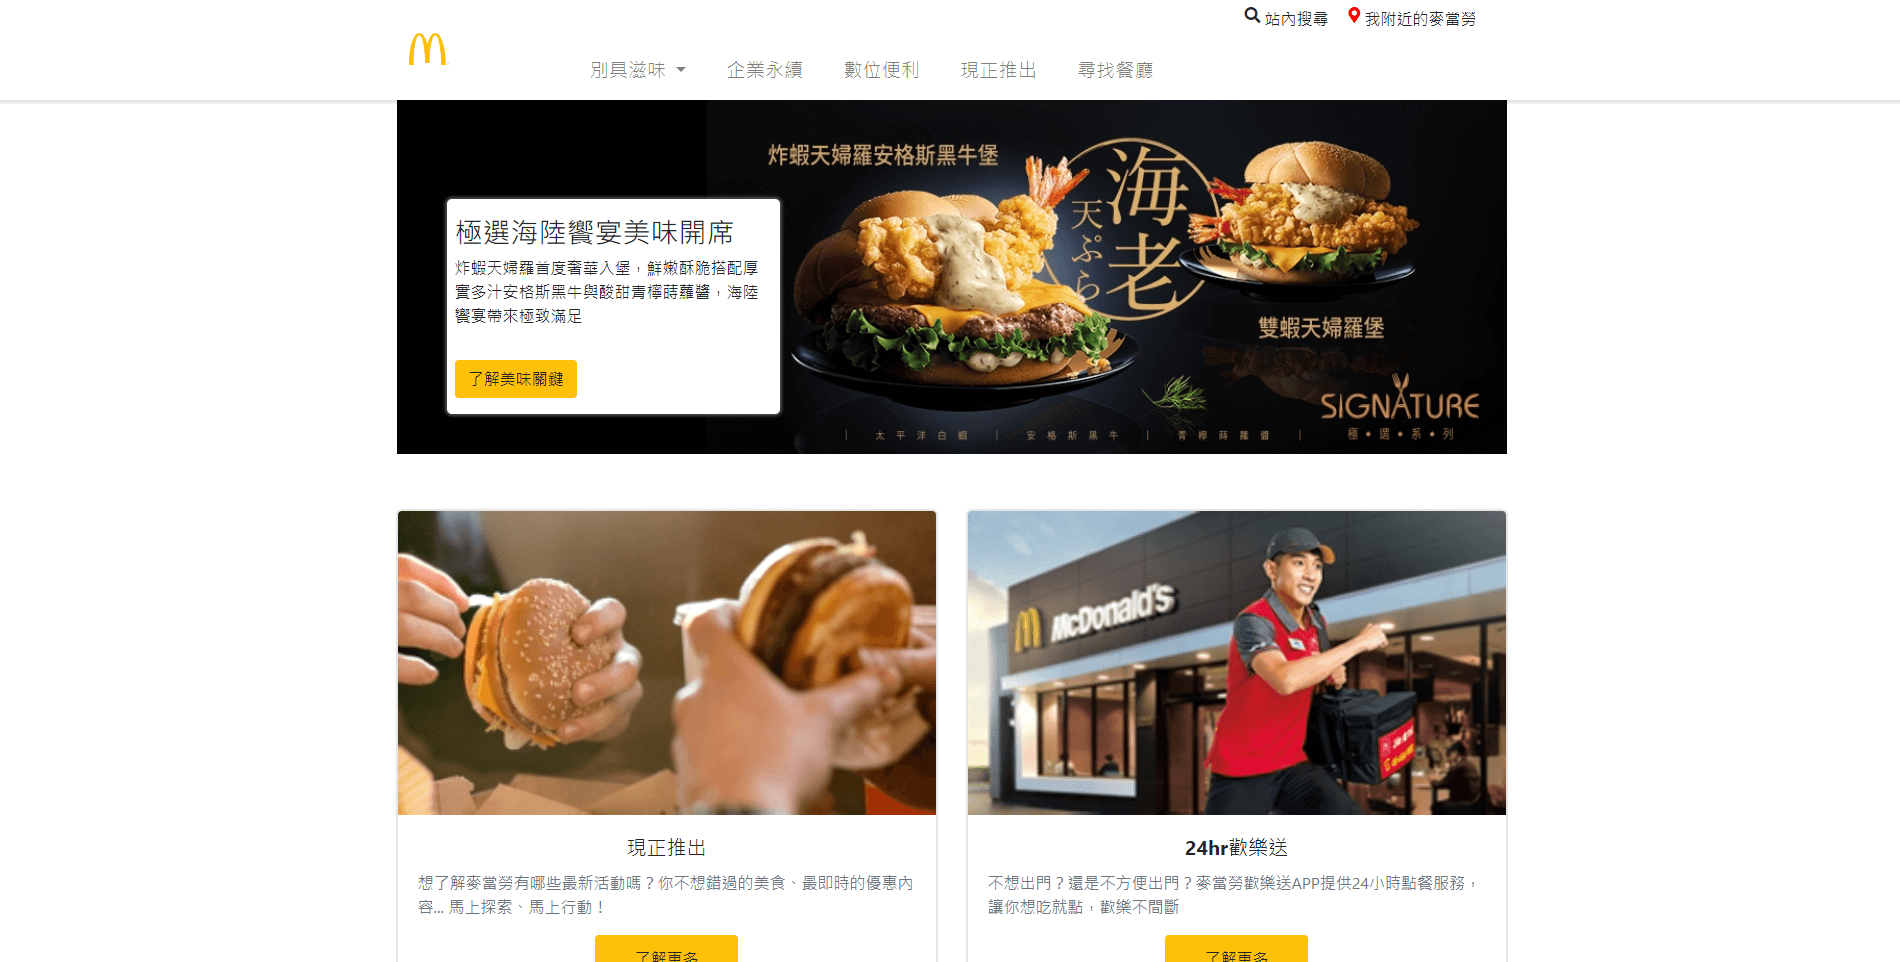 站內搜尋 我附近的麥當勞
別具滋味 企業永續 數位便利 現正推出 尋找餐廳
炸蝦天婦羅安格斯黑牛堡
海老
天ぷら
極選海陸饗宴美味開席
炸蝦天婦羅首度奢華入堡，鮮嫩酥脆搭配厚
實多汁安格斯黑牛與酸甜青檸蒔蘿醬，海陸
饗宴帶來極致滿足
了解美味關鍵
雙蝦天婦羅堡
SIGNATURE
極★選★系★列
| 太平洋白蝦 | 安格斯黑牛 | 青檸蒔蘿醬 |
McDonald's
現正推出
想了解麥當勞有哪些最新活動嗎？你不想錯過的美食、最即時的優惠內
容... 馬上探索、馬上行動！
了解更多
24hr歡樂送
不想出門？還是不方便出門？麥當勞歡樂送APP提供24小時點餐服務，
讓你想吃就點，歡樂不間斷
了解更多